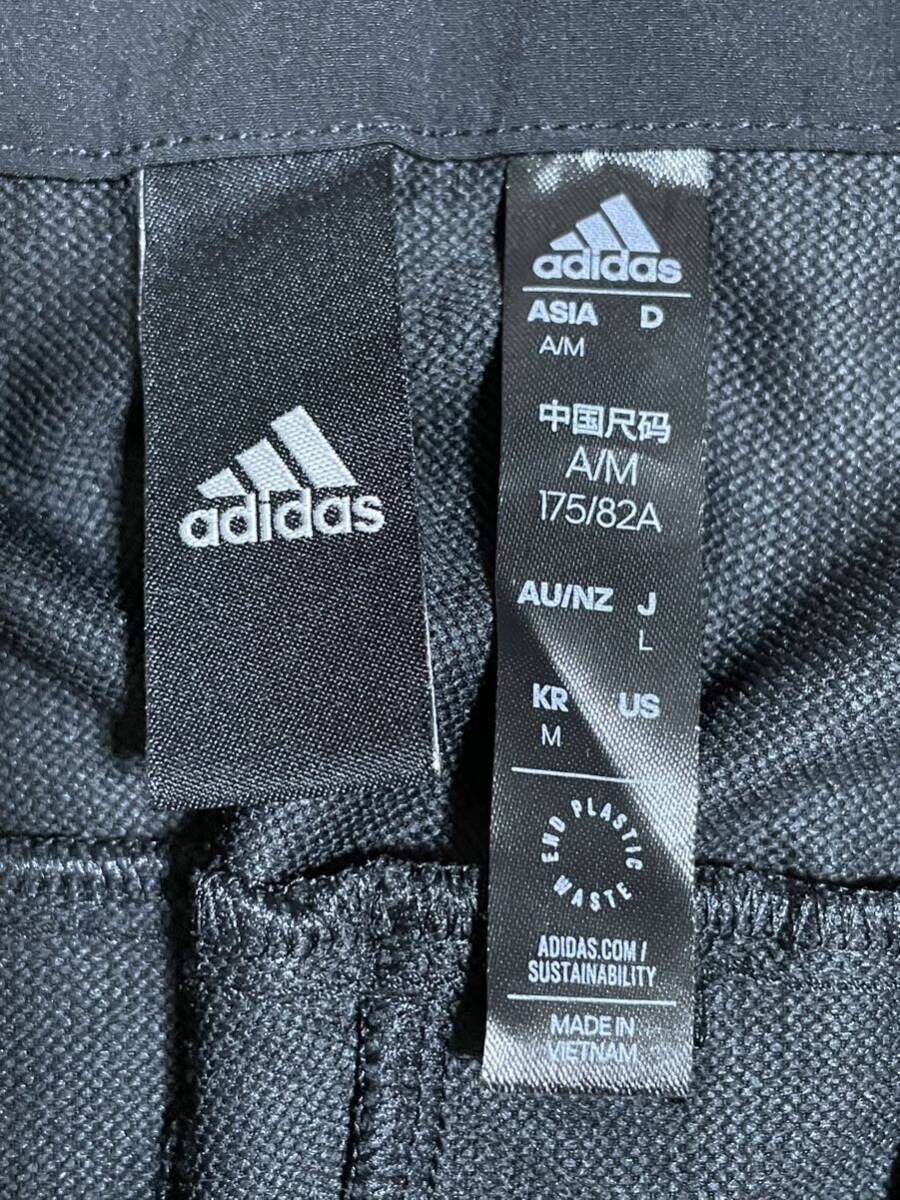 adidas
adidas
ASIA D
A/M
中国尺码
A/M
175/82A
AU/NZ J
L
KR US
M
END PLASTIC WASTE
ADIDAS.COM/
SUSTAINABILITY
MADE IN
VIETNAM